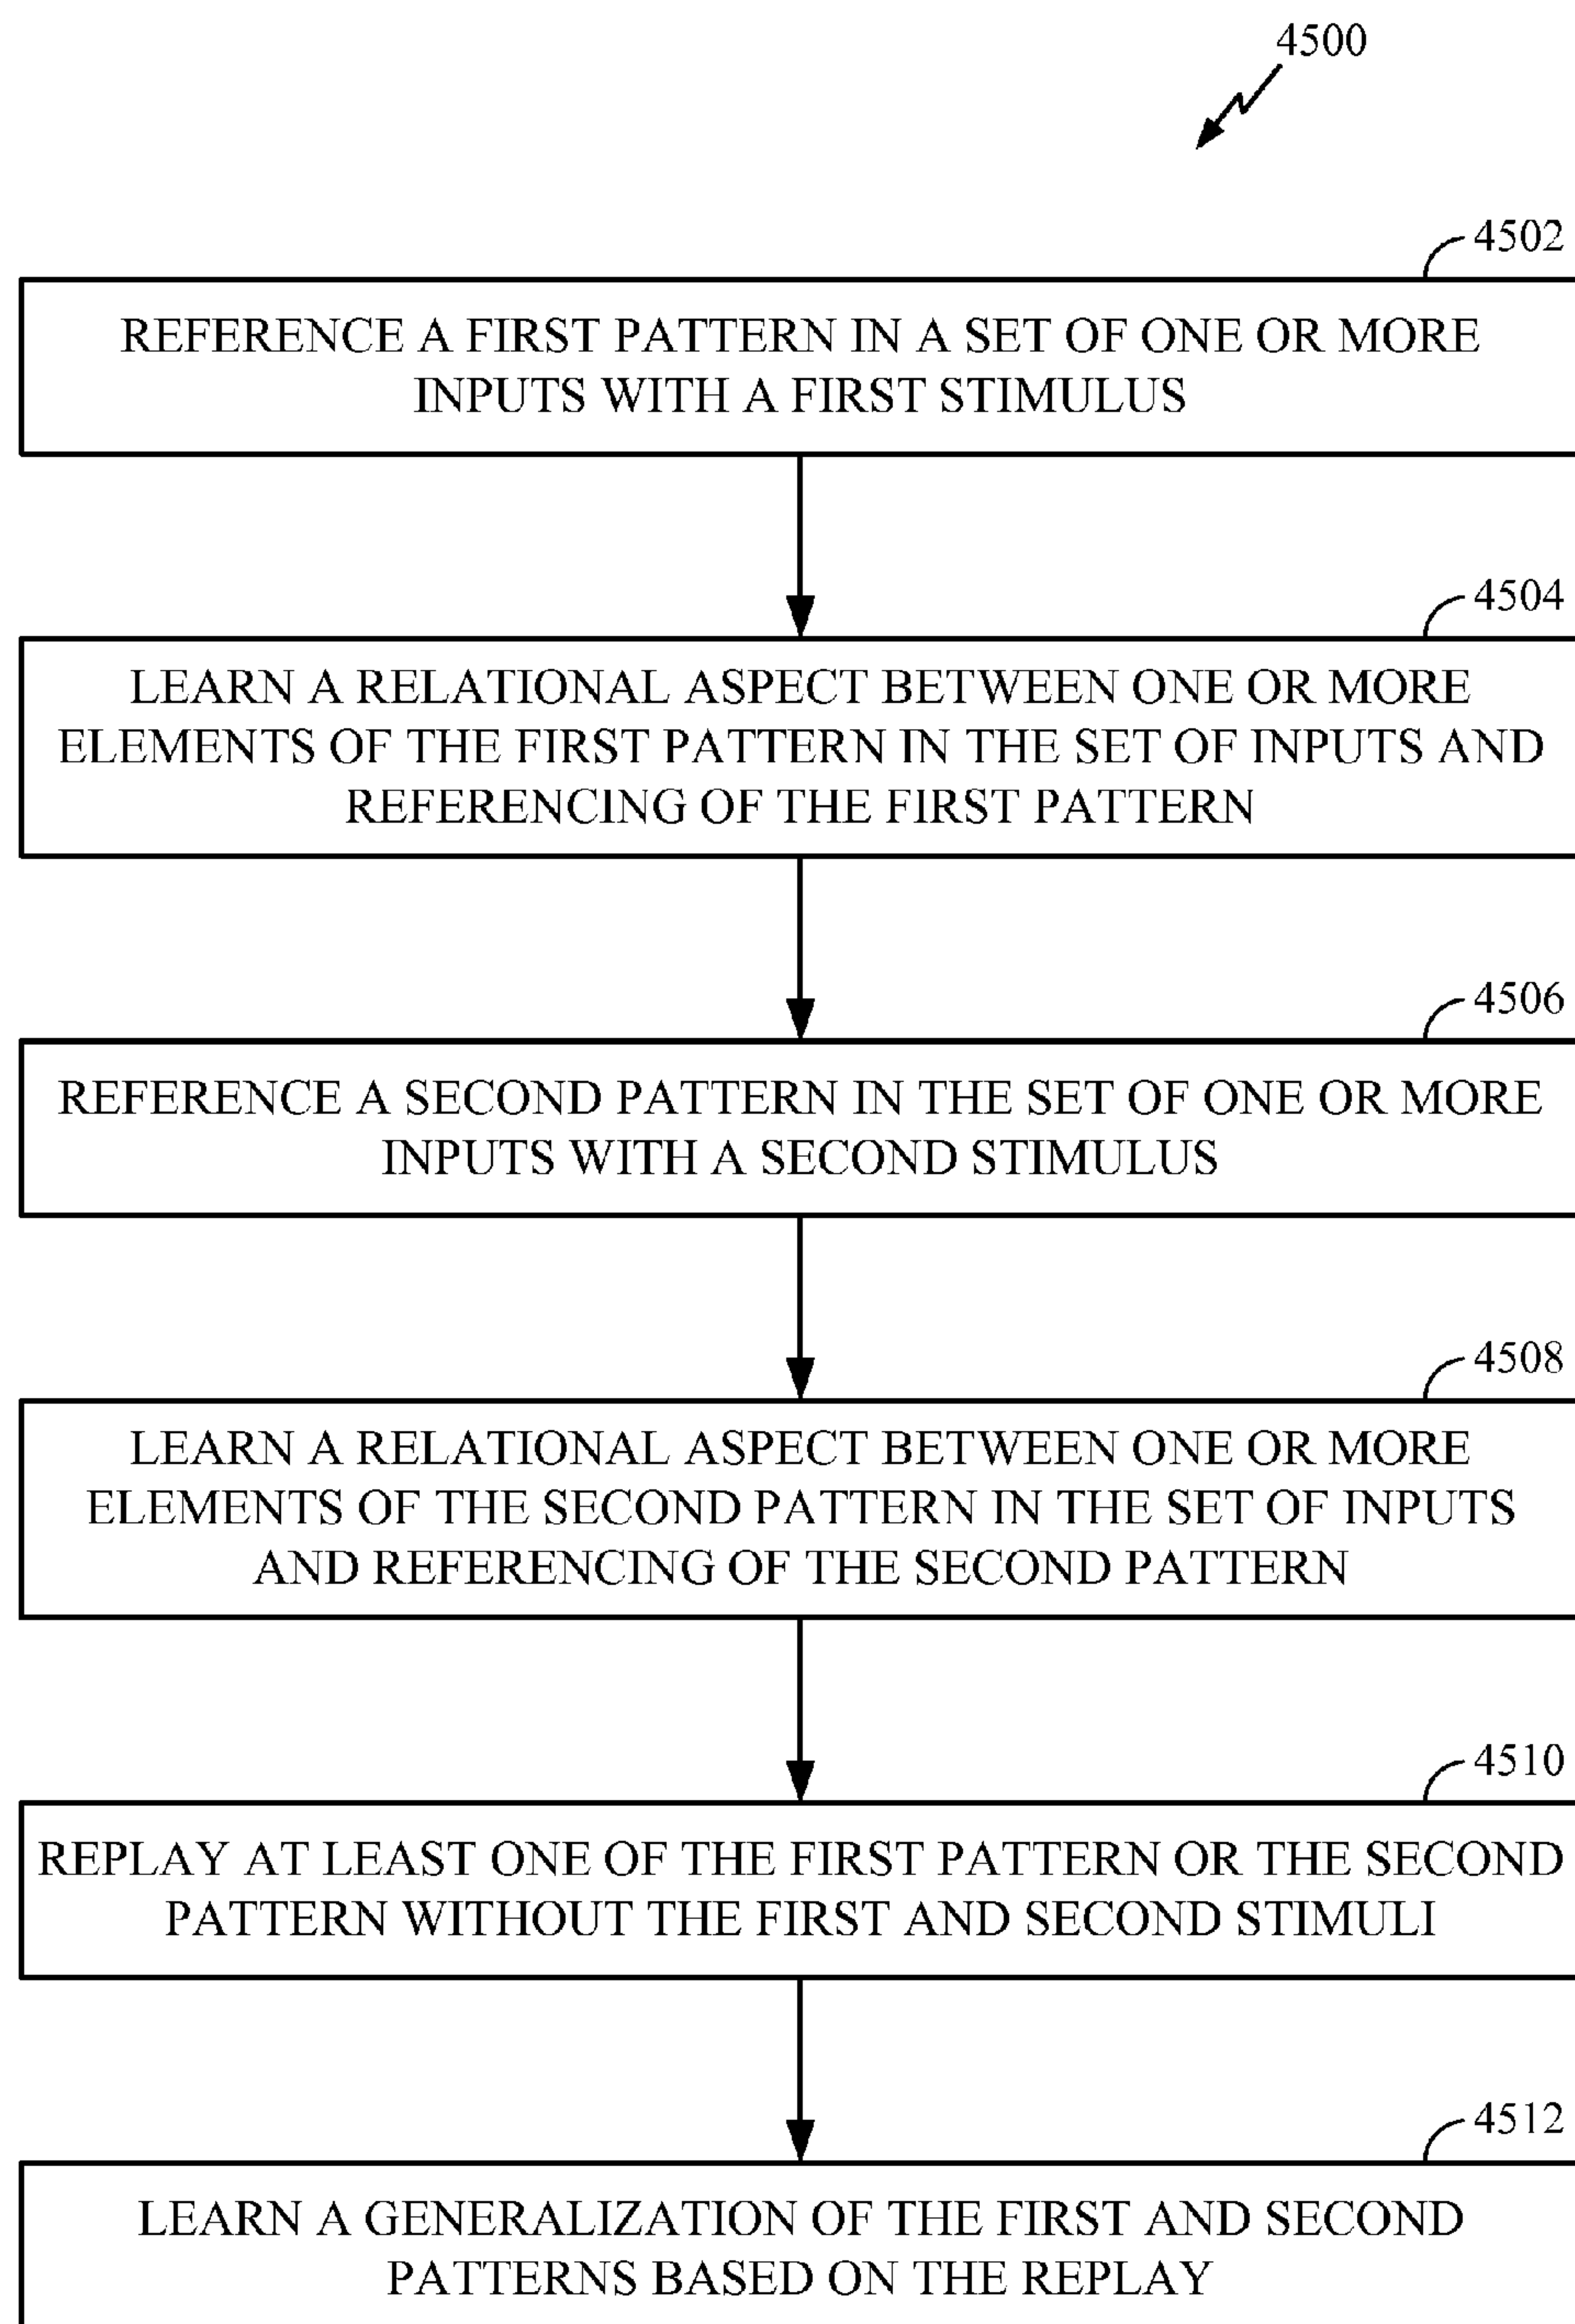 4500
4502
REFERENCE A FIRST PATTERN IN A SET OF ONE OR MORE
INPUTS WITH A FIRST STIMULUS
4504
LEARN A RELATIONAL ASPECT BETWEEN ONE OR MORE
ELEMENTS OF THE FIRST PATTERN IN THE SET OF INPUTS AND
REFERENCING OF THE FIRST PATTERN
4506
REFERENCE A SECOND PATTERN IN THE SET OF ONE OR MORE
INPUTS WITH A SECOND STIMULUS
4508
LEARN A RELATIONAL ASPECT BETWEEN ONE OR MORE
ELEMENTS OF THE SECOND PATTERN IN THE SET OF INPUTS
AND REFERENCING OF THE SECOND PATTERN
4510
REPLAY AT LEAST ONE OF THE FIRST PATTERN OR THE SECOND
PATTERN WITHOUT THE FIRST AND SECOND STIMULI
4512
LEARN A GENERALIZATION OF THE FIRST AND SECOND
PATTERNS BASED ON THE REPLAY